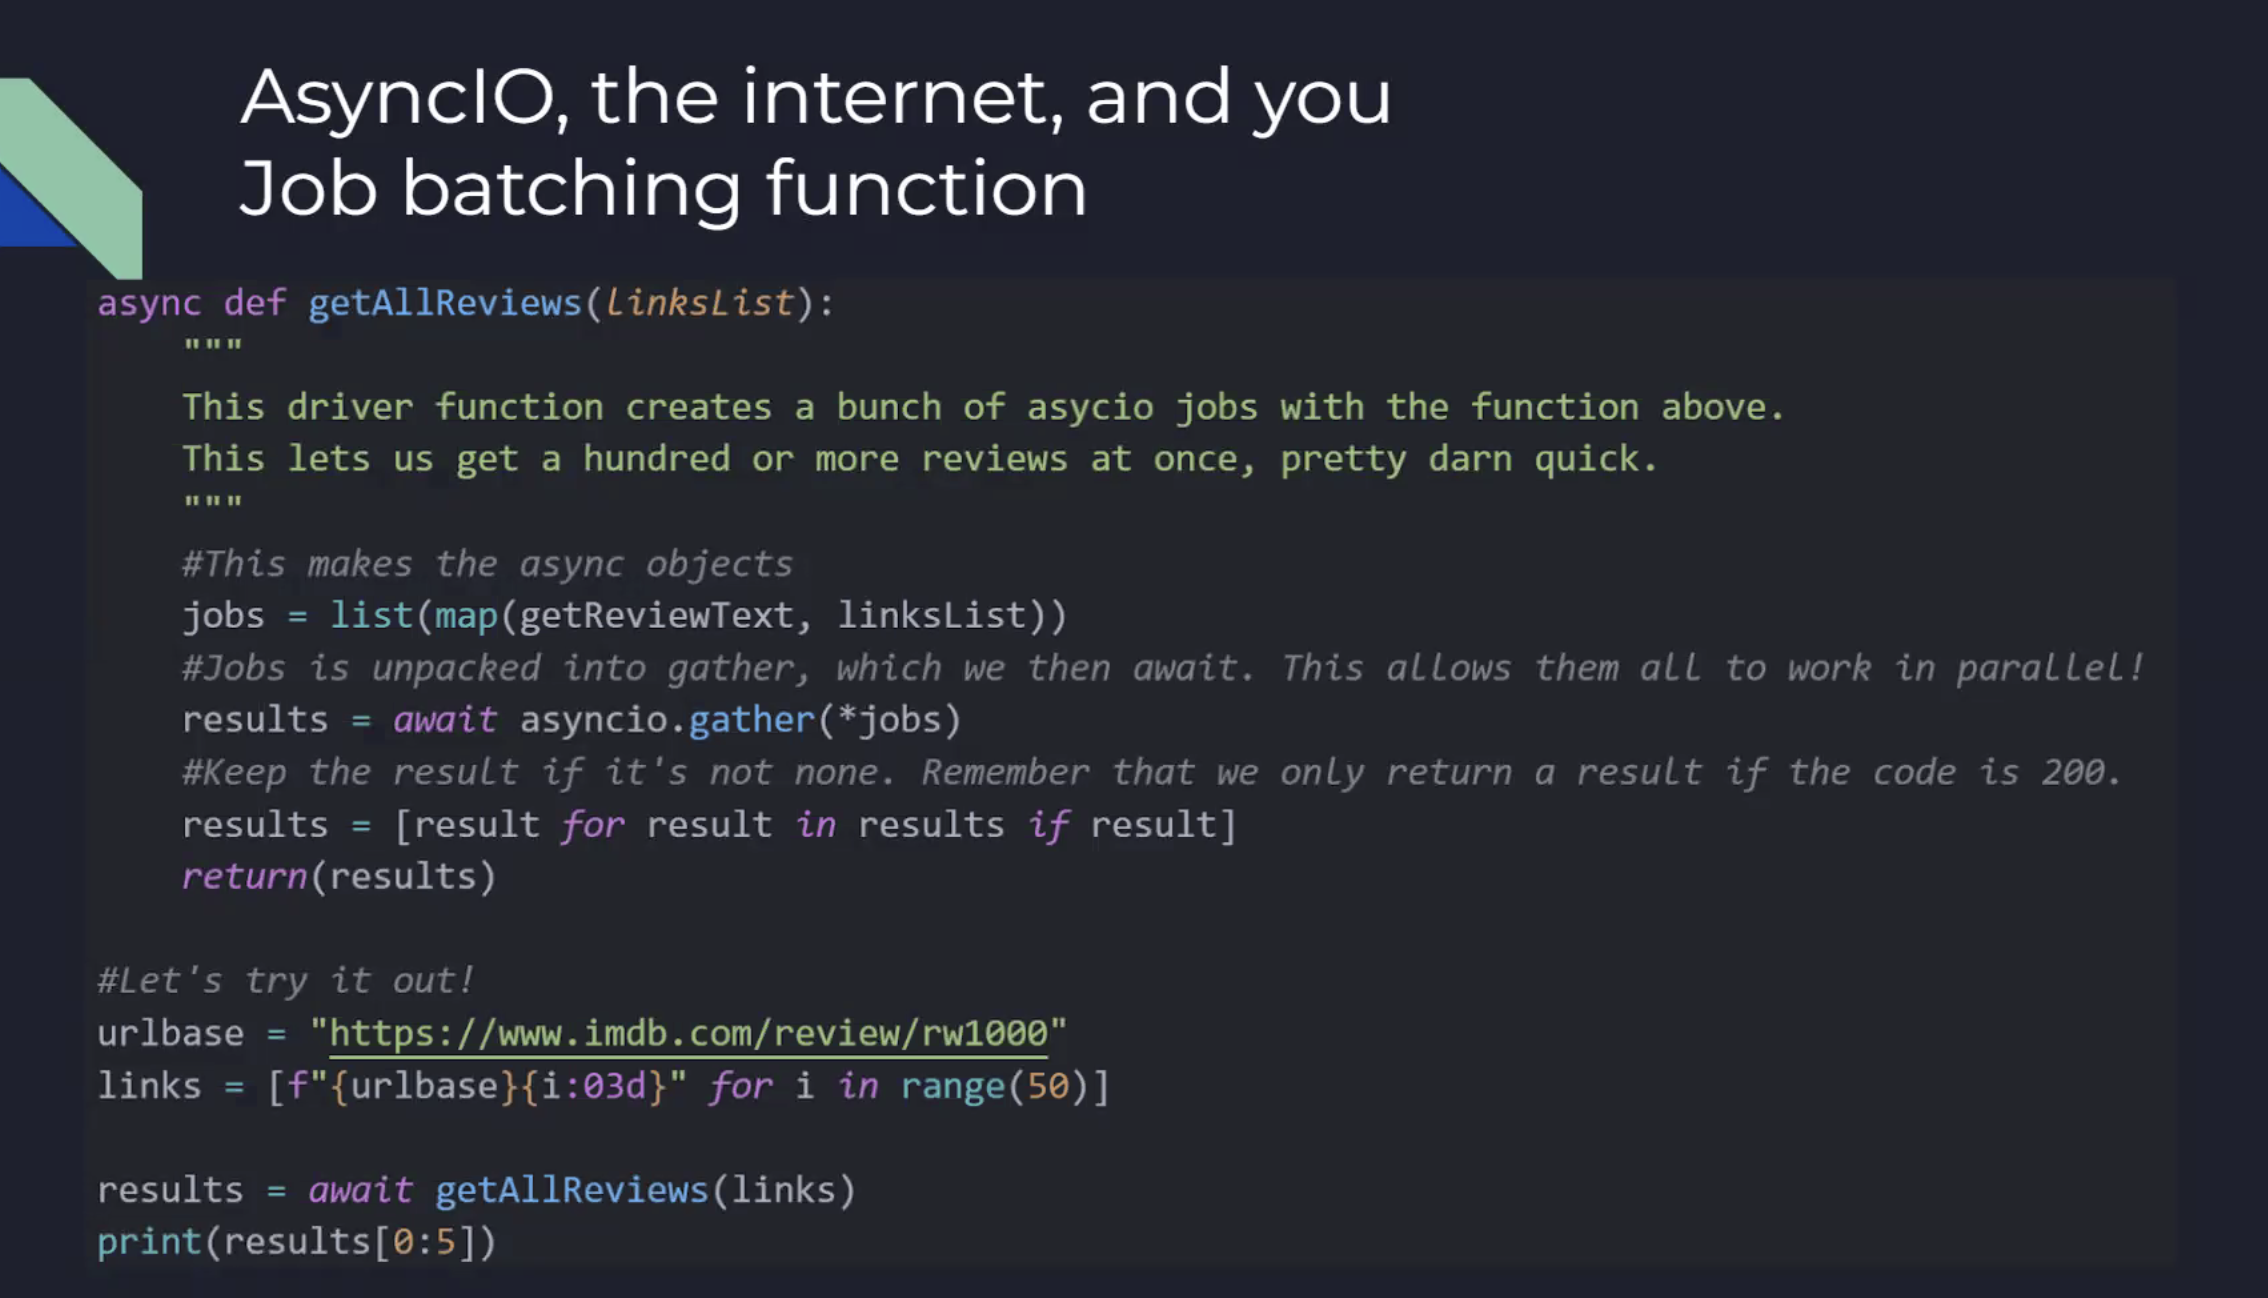 AsyncIO, the internet, and you
Job batching function
async def getAllReviews(linksList):
    """
    This driver function creates a bunch of asycio jobs with the function above.
    This lets us get a hundred or more reviews at once, pretty darn quick.
    """
    #This makes the async objects
    jobs = list(map(getReviewText, linksList))
    #Jobs is unpacked into gather, which we then await. This allows them all to work in parallel!
    results = await asyncio.gather(*jobs)
    #Keep the result if it's not none. Remember that we only return a result if the code is 200.
    results = [result for result in results if result]
    return(results)
#Let's try it out!
urlbase = "https://www.imdb.com/review/rw1000"
links = [f"{urlbase}{i:03d}" for i in range(50)]
results = await getAllReviews(links)
print(results[0:5])